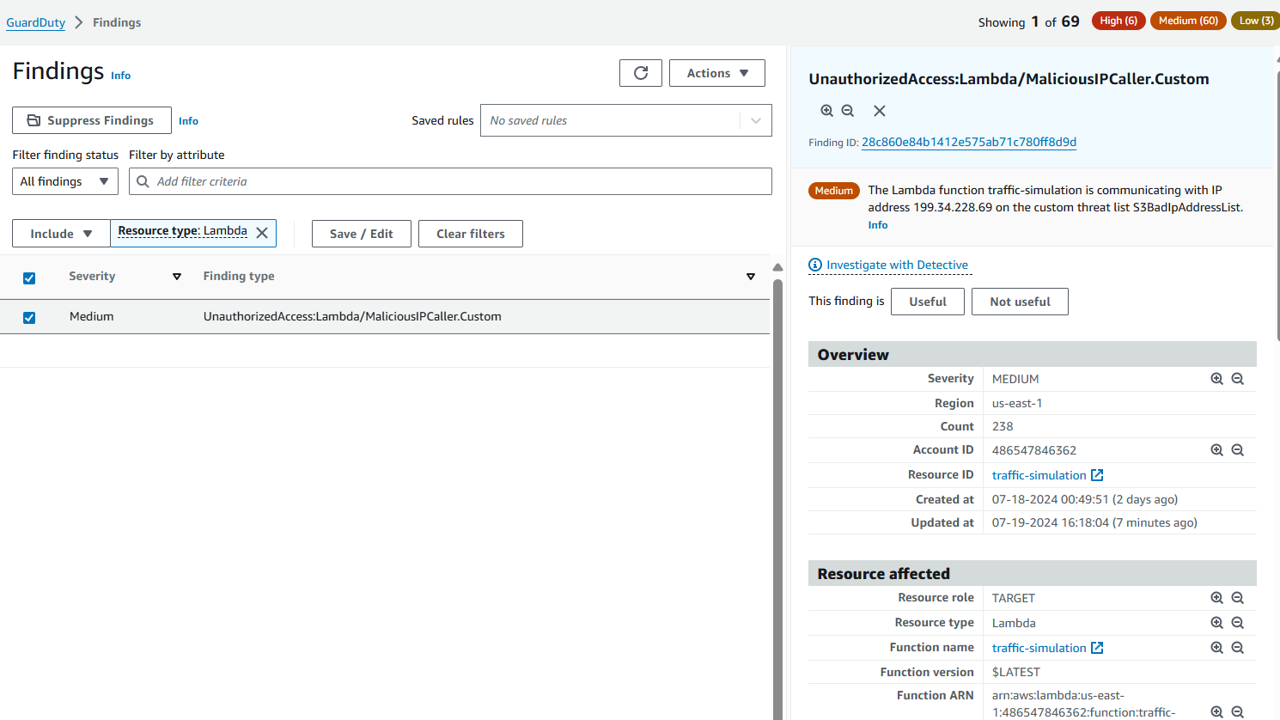 GuardDuty > Findings
Showing 1 of 69 High (6) Medium (60) Low (3)
Findings Info
Actions
Suppress Findings Info
Saved rules No saved rules
Filter finding status Filter by attribute
All findings Add filter criteria
Include Resource type: Lambda Save / Edit Clear filters
Severity Finding type
Medium UnauthorizedAccess:Lambda/MaliciousIPCaller.Custom
UnauthorizedAccess:Lambda/MaliciousIPCaller.Custom
Finding ID: 28c860e84b1412e575ab71c780ff8d9d
Medium The Lambda function traffic-simulation is communicating with IP
address 199.34.228.69 on the custom threat list S3BadIpAddressList.
Info
Investigate with Detective
This finding is Useful Not useful
Overview
Severity MEDIUM
Region us-east-1
Count 238
Account ID 486547846362
Resource ID traffic-simulation
Created at 07-18-2024 00:49:51 (2 days ago)
Updated at 07-19-2024 16:18:04 (7 minutes ago)
Resource affected
Resource role TARGET
Resource type Lambda
Function name traffic-simulation
Function version $LATEST
Function ARN arn:aws:lambda:us-east-
1:486547846362:function:traffic-